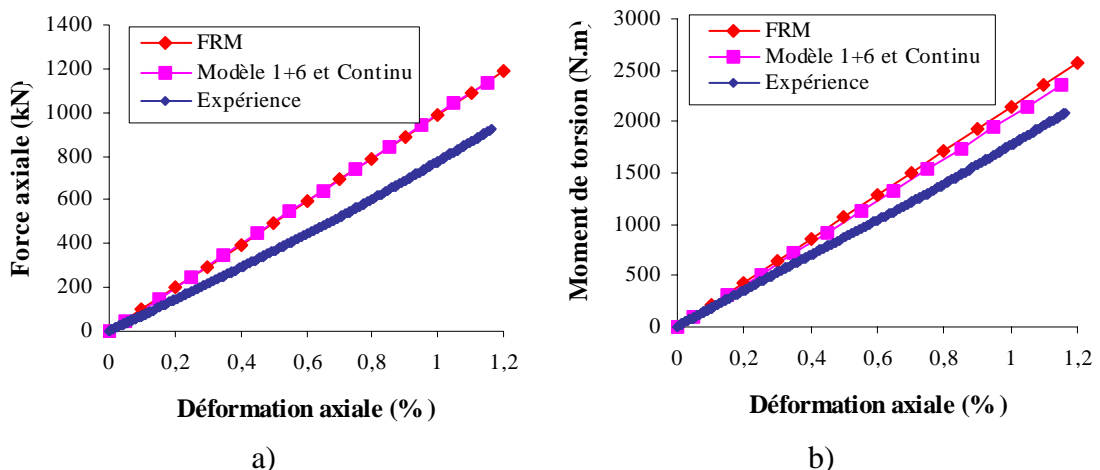 1400
1200
1000
800
600
400
200
0
Force axiale (kN)
FRM
Modèle 1+6 et Continu
Expérience
0 0,2 0,4 0,6 0,8 1 1,2
Déformation axiale (% )
a)
3000
2500
2000
1500
1000
500
0
Moment de torsion (N.m)
FRM
Modèle 1+6 et Continu
Expérience
0 0,2 0,4 0,6 0,8 1 1,2
Déformation axiale (% )
b)